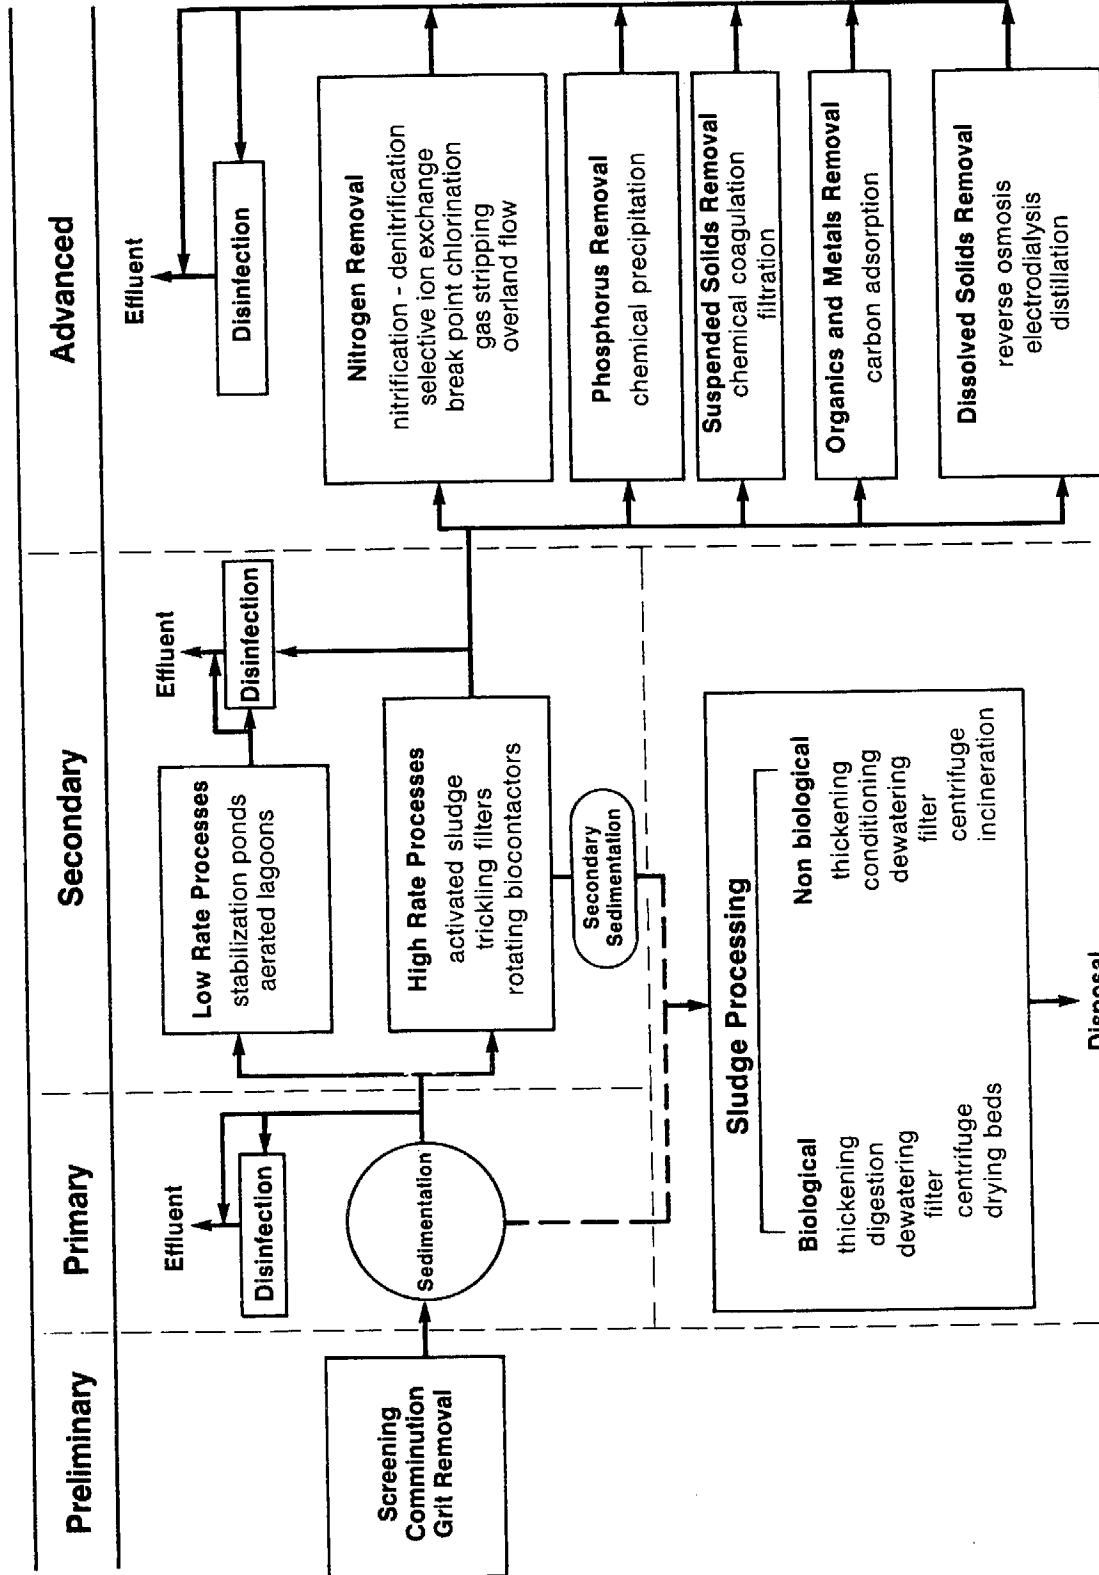 Preliminary
Primary
Secondary
Advanced
Screening
Comminution
Grit Removal
Effluent
Disinfection
Sedimentation
Effluent
Disinfection
Low Rate Processes
stabilization ponds
aerated lagoons
High Rate Processes
activated sludge
trickling filters
rotating biocontactors
Secondary
Sedimentation
Effluent
Disinfection
Nitrogen Removal
nitrification - denitrification
selective ion exchange
break point chlorination
gas stripping
overland flow
Phosphorus Removal
chemical precipitation
Suspended Solids Removal
chemical coagulation
filtration
Organics and Metals Removal
carbon adsorption
Dissolved Solids Removal
reverse osmosis
electrodialysis
distillation
Sludge Processing
Biological
thickening
digestion
dewatering
filter
centrifuge
drying beds
Non biological
thickening
conditioning
dewatering
filter
centrifuge
incineration
Disposal